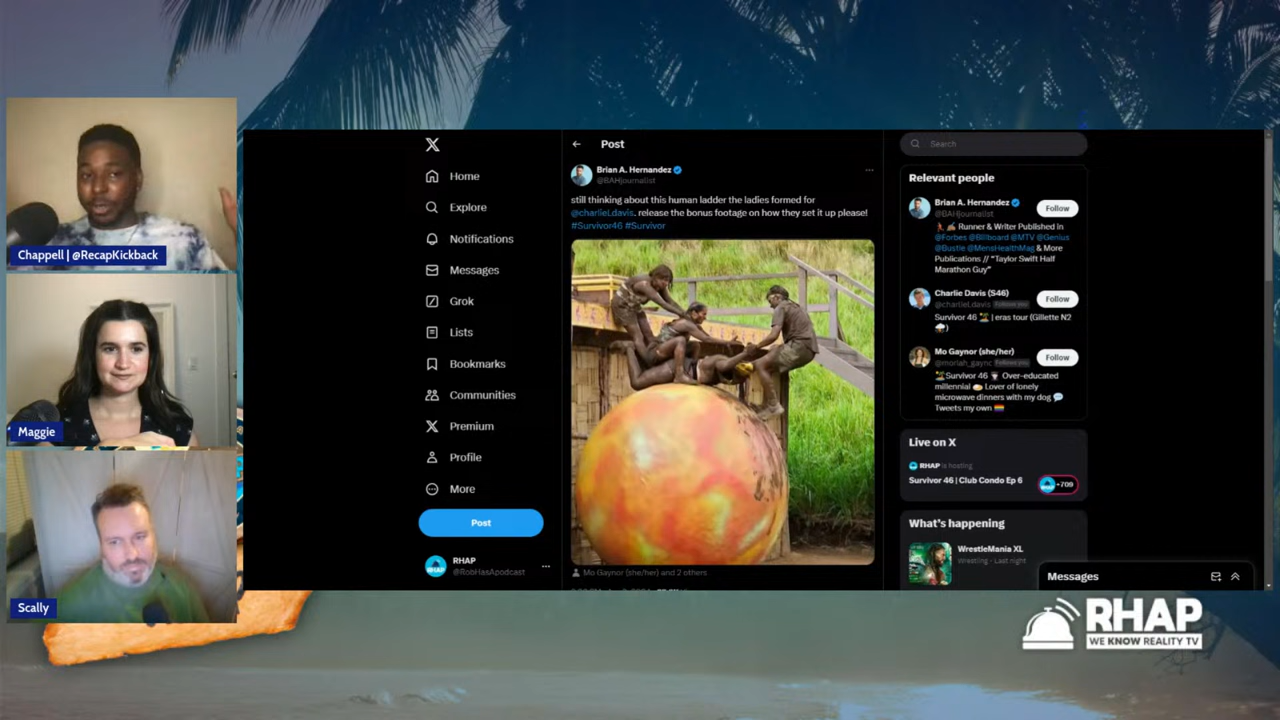 Chappell | @RecapKickback
Maggie
Scally
X
Home
Explore
Notifications
Messages
Grok
Lists
Bookmarks
Communities
Premium
Profile
More
Post
RHAP
@RobHasApodcast
Post
Brian A. Hernandez
@BAHjournalist
still thinking about this human ladder the ladies formed for
@charlieLdavis. release the bonus footage on how they set it up please!
#Survivor46 #Survivor
Mo Gaynor (she/her) and 2 others
Search
Relevant people
Brian A. Hernandez
@BAHjournalist
Follow
Runner & Writer Published in
@Forbes @Billboard @MTV @Genius
@Bustle @MensHealthMag & More
Publications // "Taylor Swift Half
Marathon Guy"
Charlie Davis (S46)
@charlieLdavis Follows you
Follow
Survivor 46 | eras tour (Gillette N2
)
Mo Gaynor (she/her)
Follows you
Follow
Survivor 46 Over-educated
millennial Lover of lonely
microwave dinners with my dog
Tweets my own
Live on X
RHAP is hosting
Survivor 46 | Club Condo Ep 6
+709
What's happening
WrestleMania XL
Wrestling · Last night
Messages
RHAP
WE KNOW REALITY TV